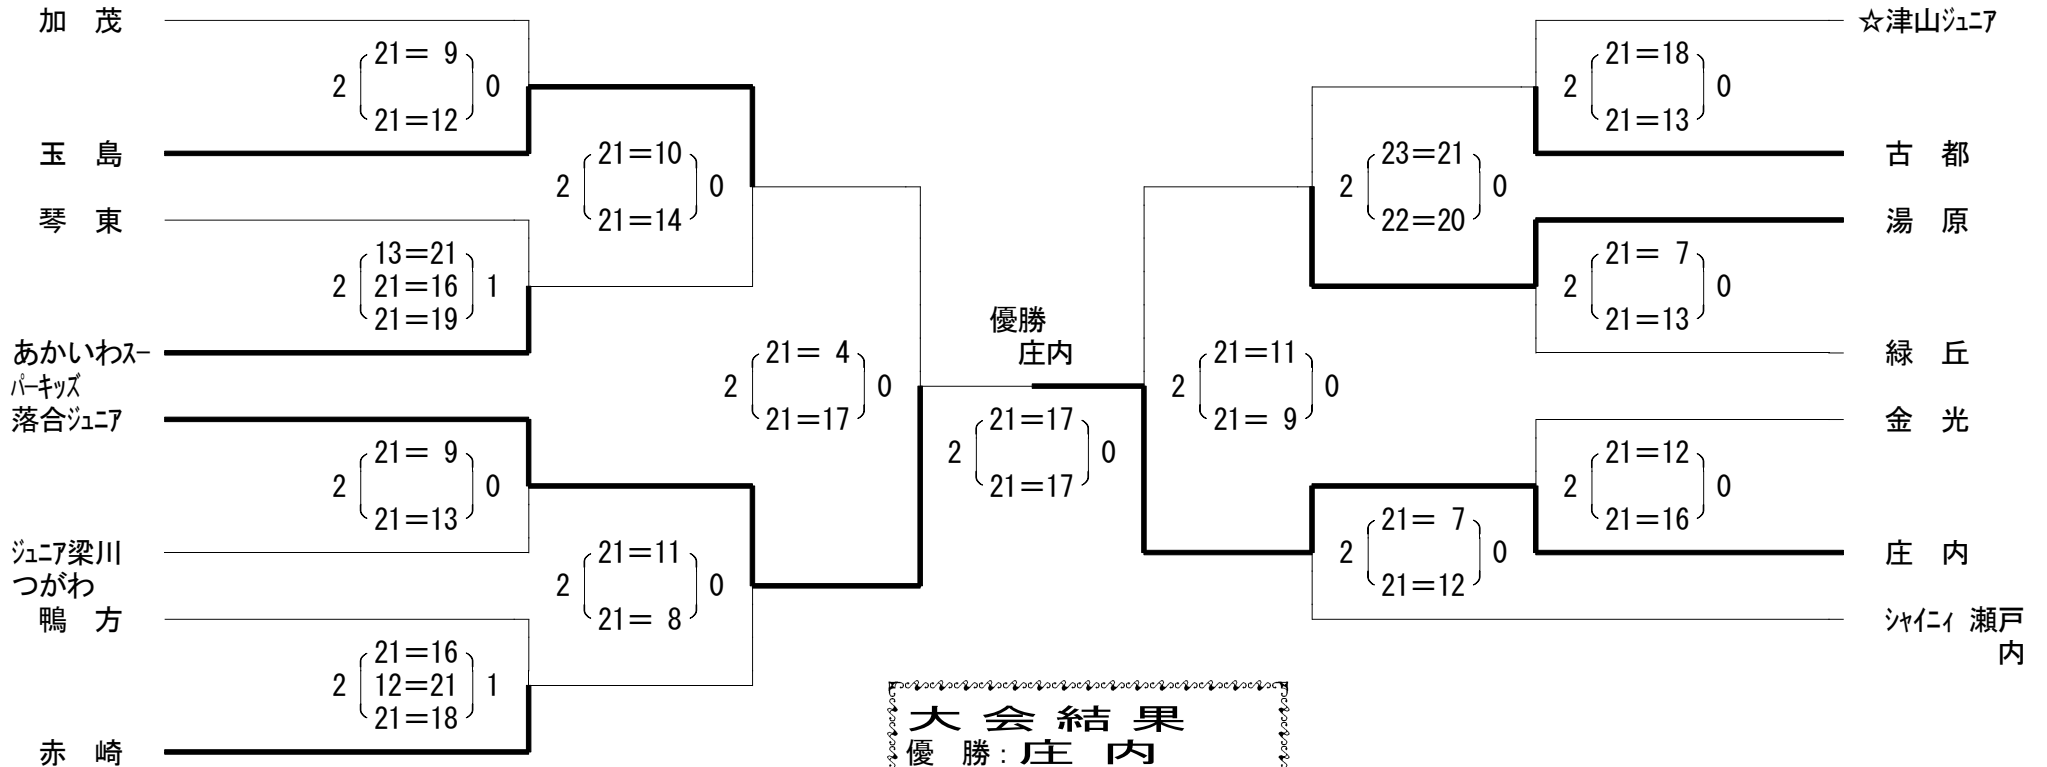 加 茂
21＝ 9
2 0
21＝12
玉 島
21＝10
2 0
21＝14
琴 東
13＝21
2 21＝16 1
21＝19
あかいわスー
パーキッズ
21＝ 4
2 0
21＝17
落合ジュニア
21＝ 9
2 0
21＝13
ジュニア梁川
つがわ
21＝11
2 0
21＝ 8
鴨 方
21＝16
2 12＝21 1
21＝18
赤 崎
優勝
庄内
21＝17
2 0
21＝17
☆津山ジュニア
21＝18
2 0
21＝13
古 都
23＝21
2 0
22＝20
湯 原
21＝ 7
2 0
21＝13
緑 丘
21＝11
2 0
21＝ 9
金 光
21＝12
2 0
21＝16
庄 内
21＝ 7
2 0
21＝12
シャイニィ 瀬戸
内
大 会 結 果
優 勝：庄 内